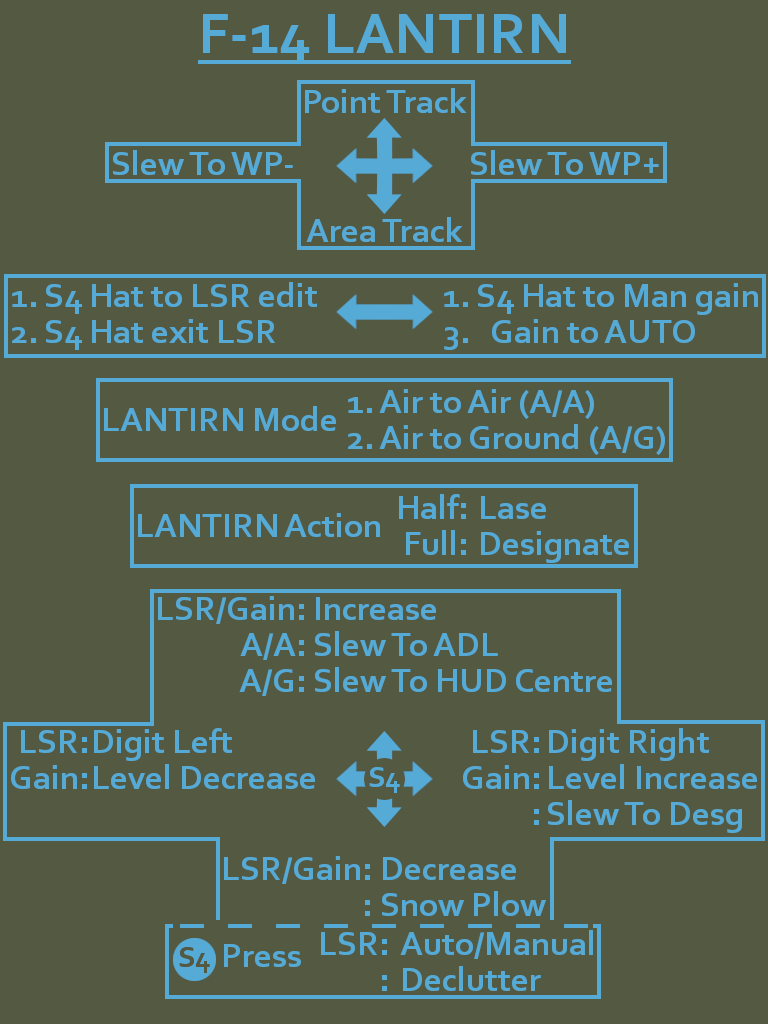 F-14 LANTIRN
Point Track
Slew To WP-
Slew To WP+
Area Track
1. S4 Hat to LSR edit
2. S4 Hat exit LSR
1. S4 Hat to Man gain
3. Gain to AUTO
LANTIRN Mode
1. Air to Air (A/A)
2. Air to Ground (A/G)
LANTIRN Action
Half: Lase
Full: Designate
LSR/Gain: Increase
A/A: Slew To ADL
A/G: Slew To HUD Centre
LSR:Digit Left
Gain:Level Decrease
S4
LSR: Digit Right
Gain: Level Increase
: Slew To Desg
LSR/Gain: Decrease
: Snow Plow
S4 Press
LSR: Auto/Manual
: Declutter